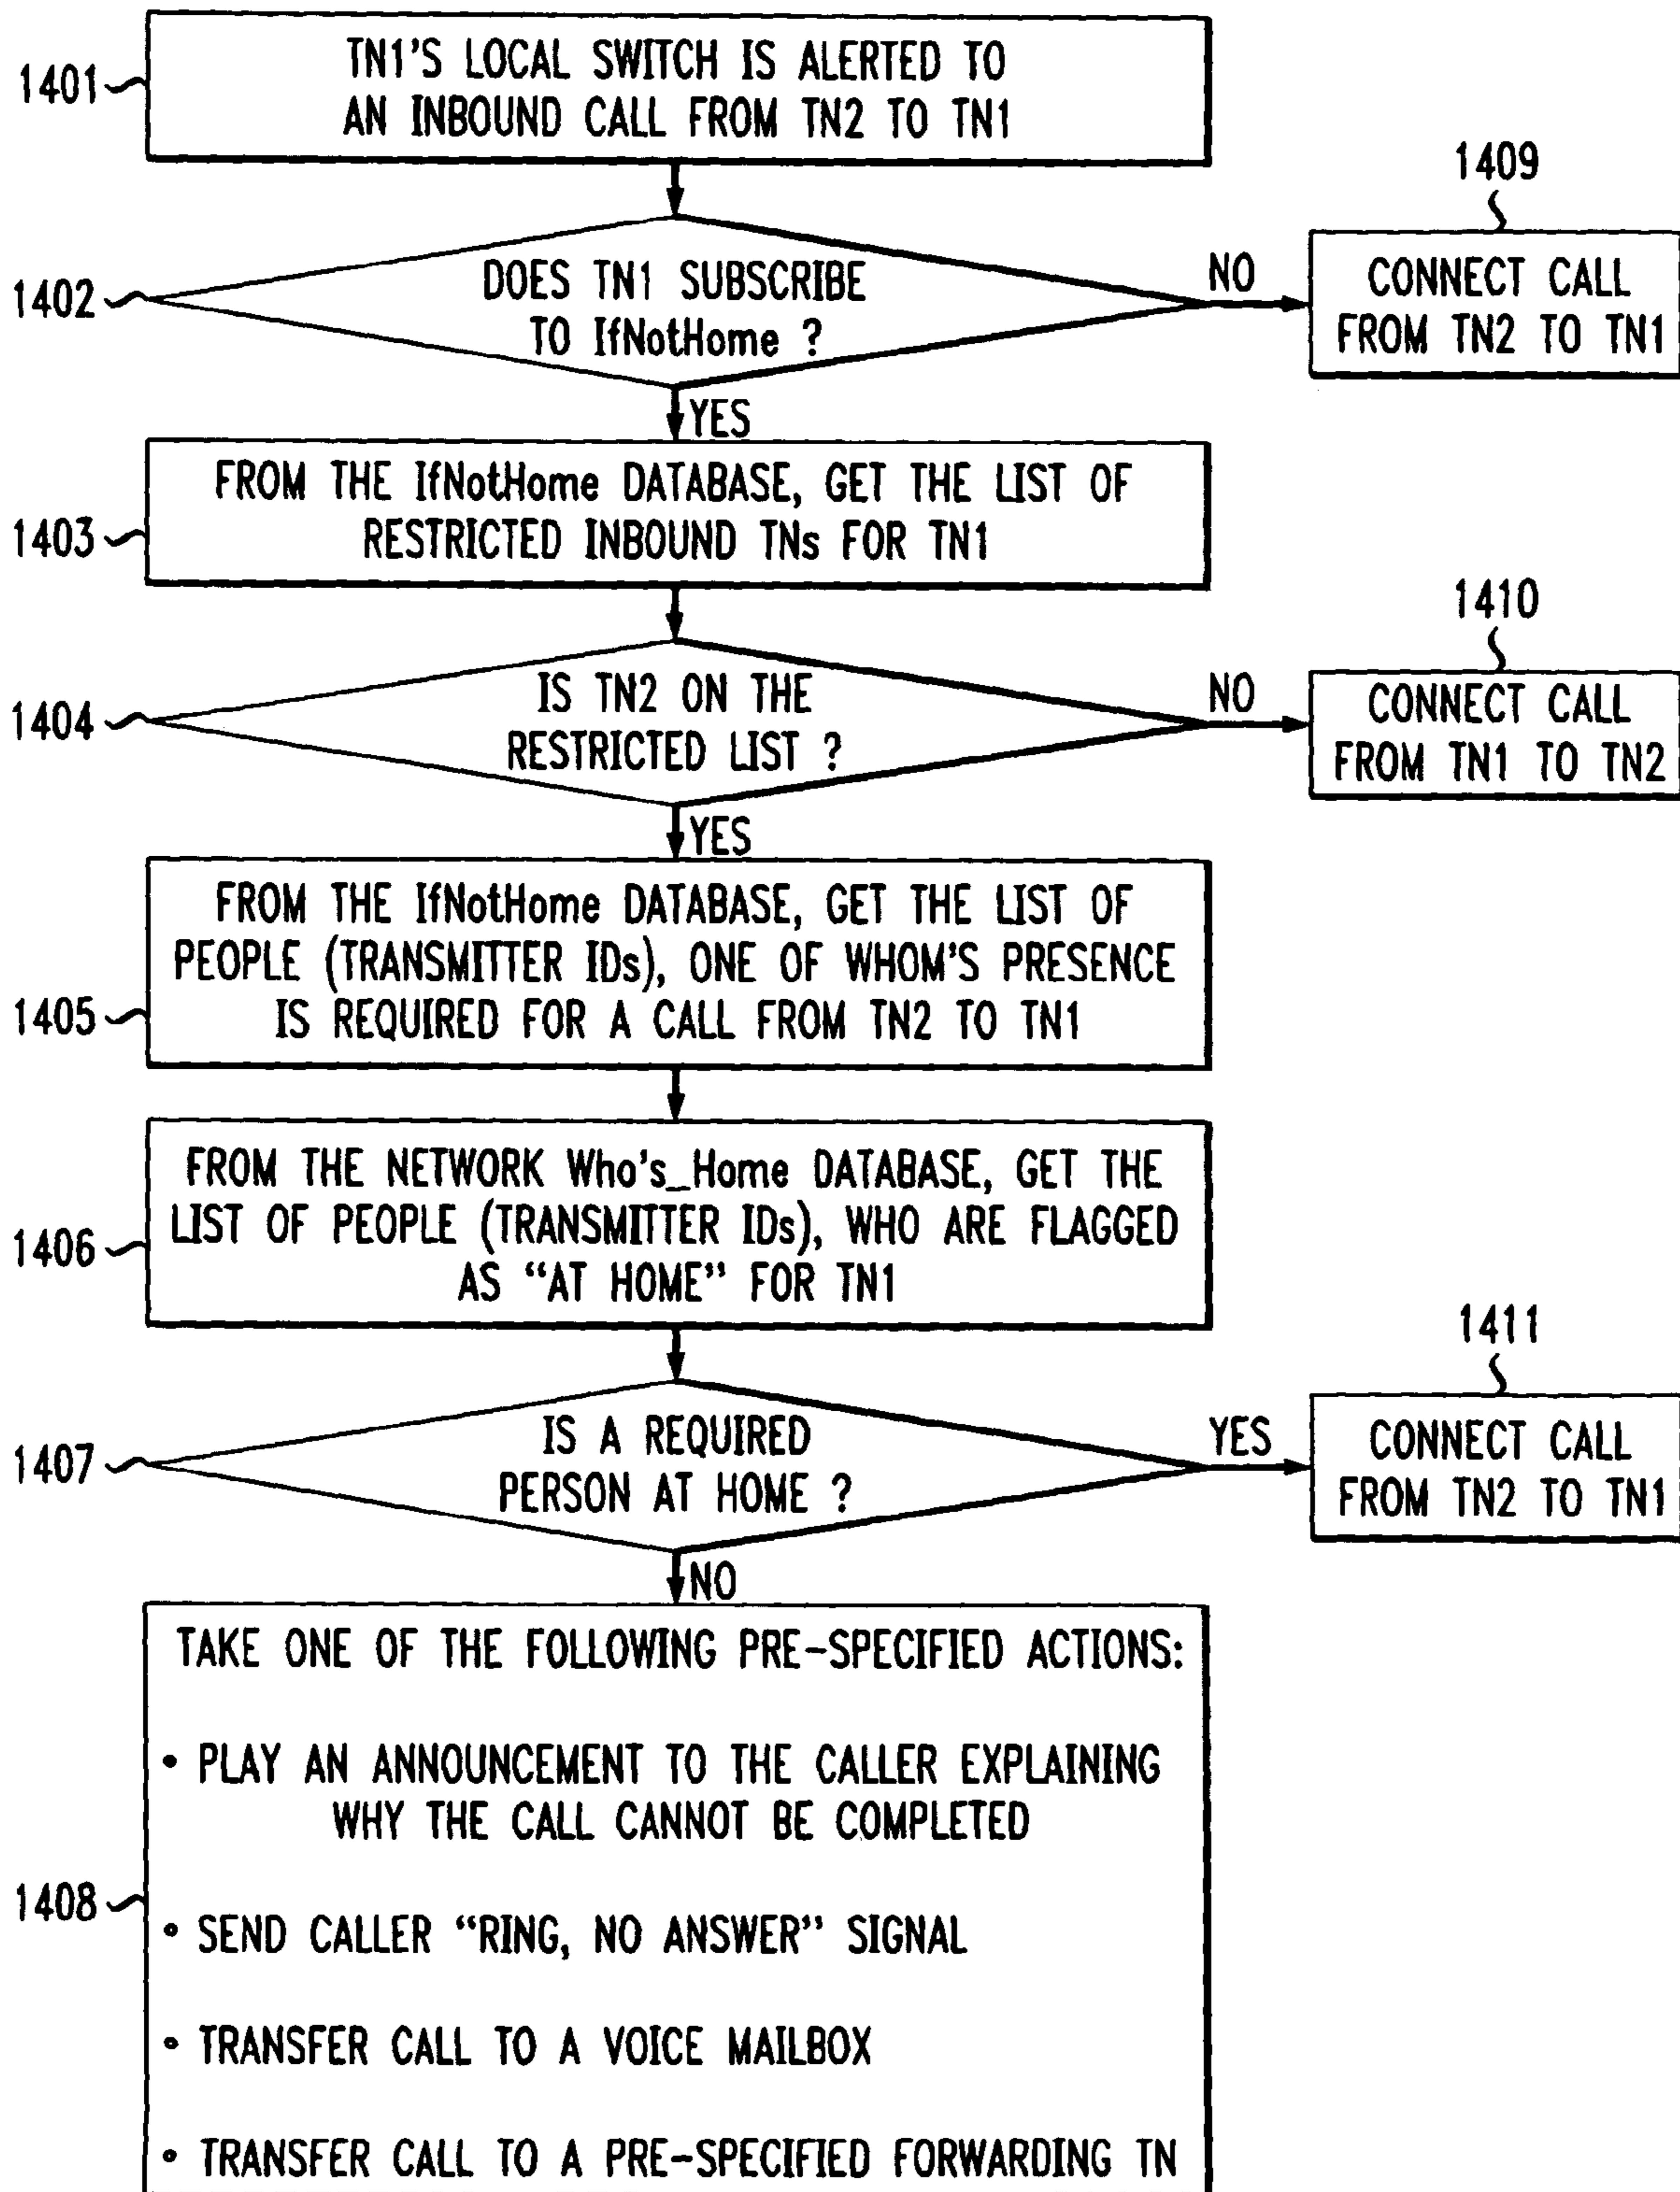 1401
TN1'S LOCAL SWITCH IS ALERTED TO
AN INBOUND CALL FROM TN2 TO TN1
1402
DOES TN1 SUBSCRIBE
TO IfNotHome ?
NO
1409
CONNECT CALL
FROM TN2 TO TN1
YES
1403
FROM THE IfNotHome DATABASE, GET THE LIST OF
RESTRICTED INBOUND TNs FOR TN1
1404
IS TN2 ON THE
RESTRICTED LIST ?
NO
1410
CONNECT CALL
FROM TN1 TO TN2
YES
1405
FROM THE IfNotHome DATABASE, GET THE LIST OF
PEOPLE (TRANSMITTER IDs), ONE OF WHOM'S PRESENCE
IS REQUIRED FOR A CALL FROM TN2 TO TN1
1406
FROM THE NETWORK Who's_Home DATABASE, GET THE
LIST OF PEOPLE (TRANSMITTER IDs), WHO ARE FLAGGED
AS “AT HOME” FOR TN1
1407
IS A REQUIRED
PERSON AT HOME ?
YES
1411
CONNECT CALL
FROM TN2 TO TN1
NO
1408
TAKE ONE OF THE FOLLOWING PRE-SPECIFIED ACTIONS:
• PLAY AN ANNOUNCEMENT TO THE CALLER EXPLAINING
WHY THE CALL CANNOT BE COMPLETED
• SEND CALLER “RING, NO ANSWER” SIGNAL
• TRANSFER CALL TO A VOICE MAILBOX
• TRANSFER CALL TO A PRE-SPECIFIED FORWARDING TN